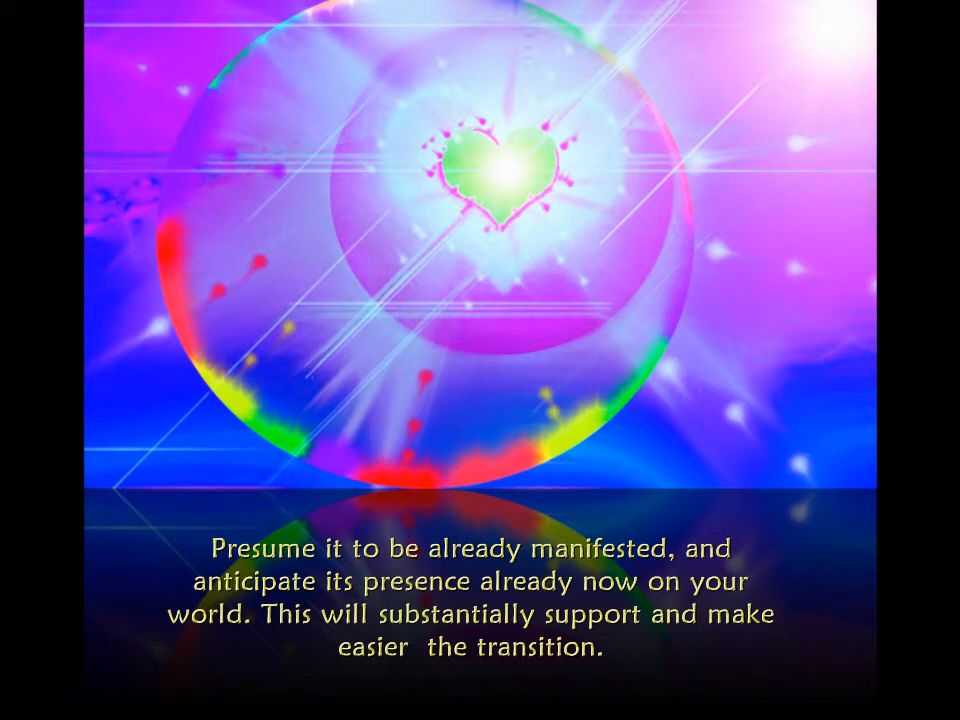 Presume it to be already manifested, and
anticipate its presence already now on your
world. This will substantially support and make
easier  the transition.